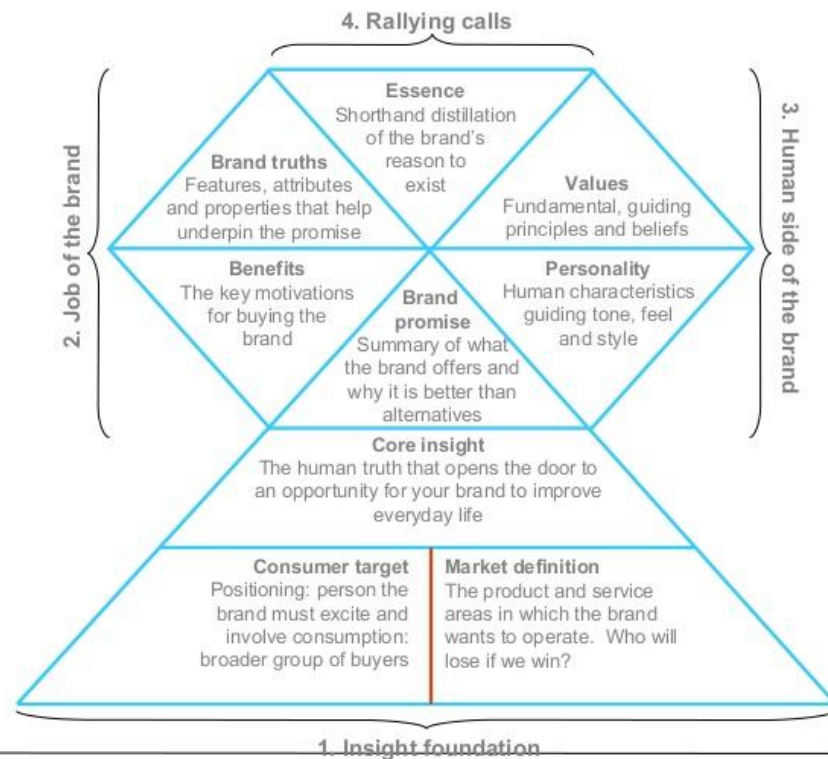 4. Rallying calls
2. Job of the brand
3. Human side of the brand
Essence
Shorthand distillation
of the brand's
reason to
exist
Brand truths
Features, attributes
and properties that help
underpin the promise
Values
Fundamental, guiding
principles and beliefs
Benefits
The key motivations
for buying the
brand
Brand
promise
Summary of what
the brand offers and
why it is better than
alternatives
Personality
Human characteristics
guiding tone, feel
and style
Core insight
The human truth that opens the door to
an opportunity for your brand to improve
everyday life
Consumer target
Positioning: person the
brand must excite and
involve consumption:
broader group of buyers
Market definition
The product and service
areas in which the brand
wants to operate.  Who will
lose if we win?
1. Insight foundation